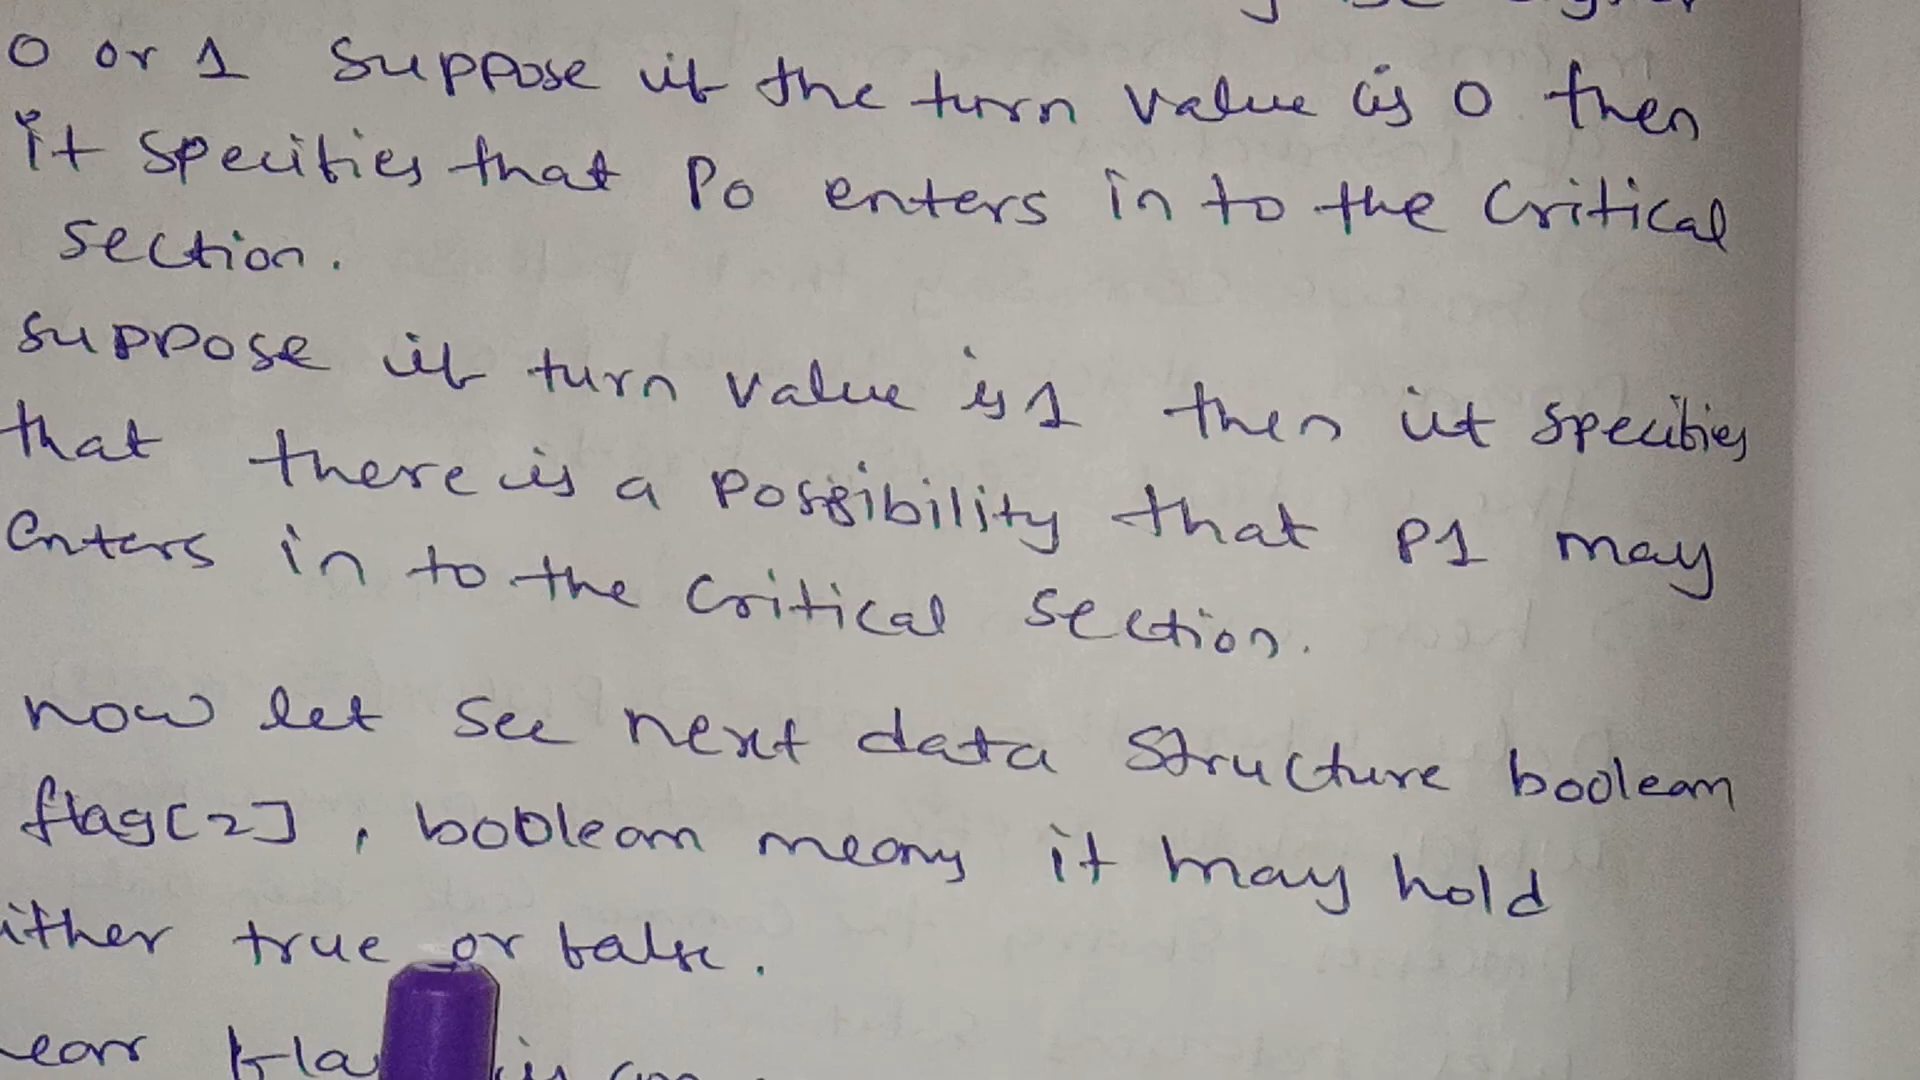 0 or 1 Suppose if the turn value is 0 then
it specifies that P0 enters in to the critical
section.
Suppose if turn value is 1 then it specifies
that there is a possibility that P1 may
enters in to the critical section.
now let see next data structure boolean
flag[2], boolean means it may hold
ither true or false.